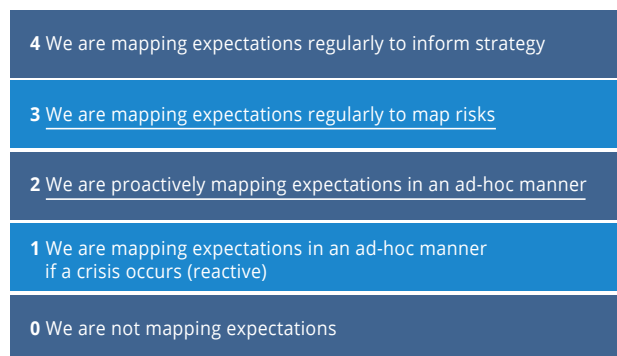 4 We are mapping expectations regularly to inform strategy
3 We are mapping expectations regularly to map risks
2 We are proactively mapping expectations in an ad-hoc manner
1 We are mapping expectations in an ad-hoc manner
if a crisis occurs (reactive)
0 We are not mapping expectations